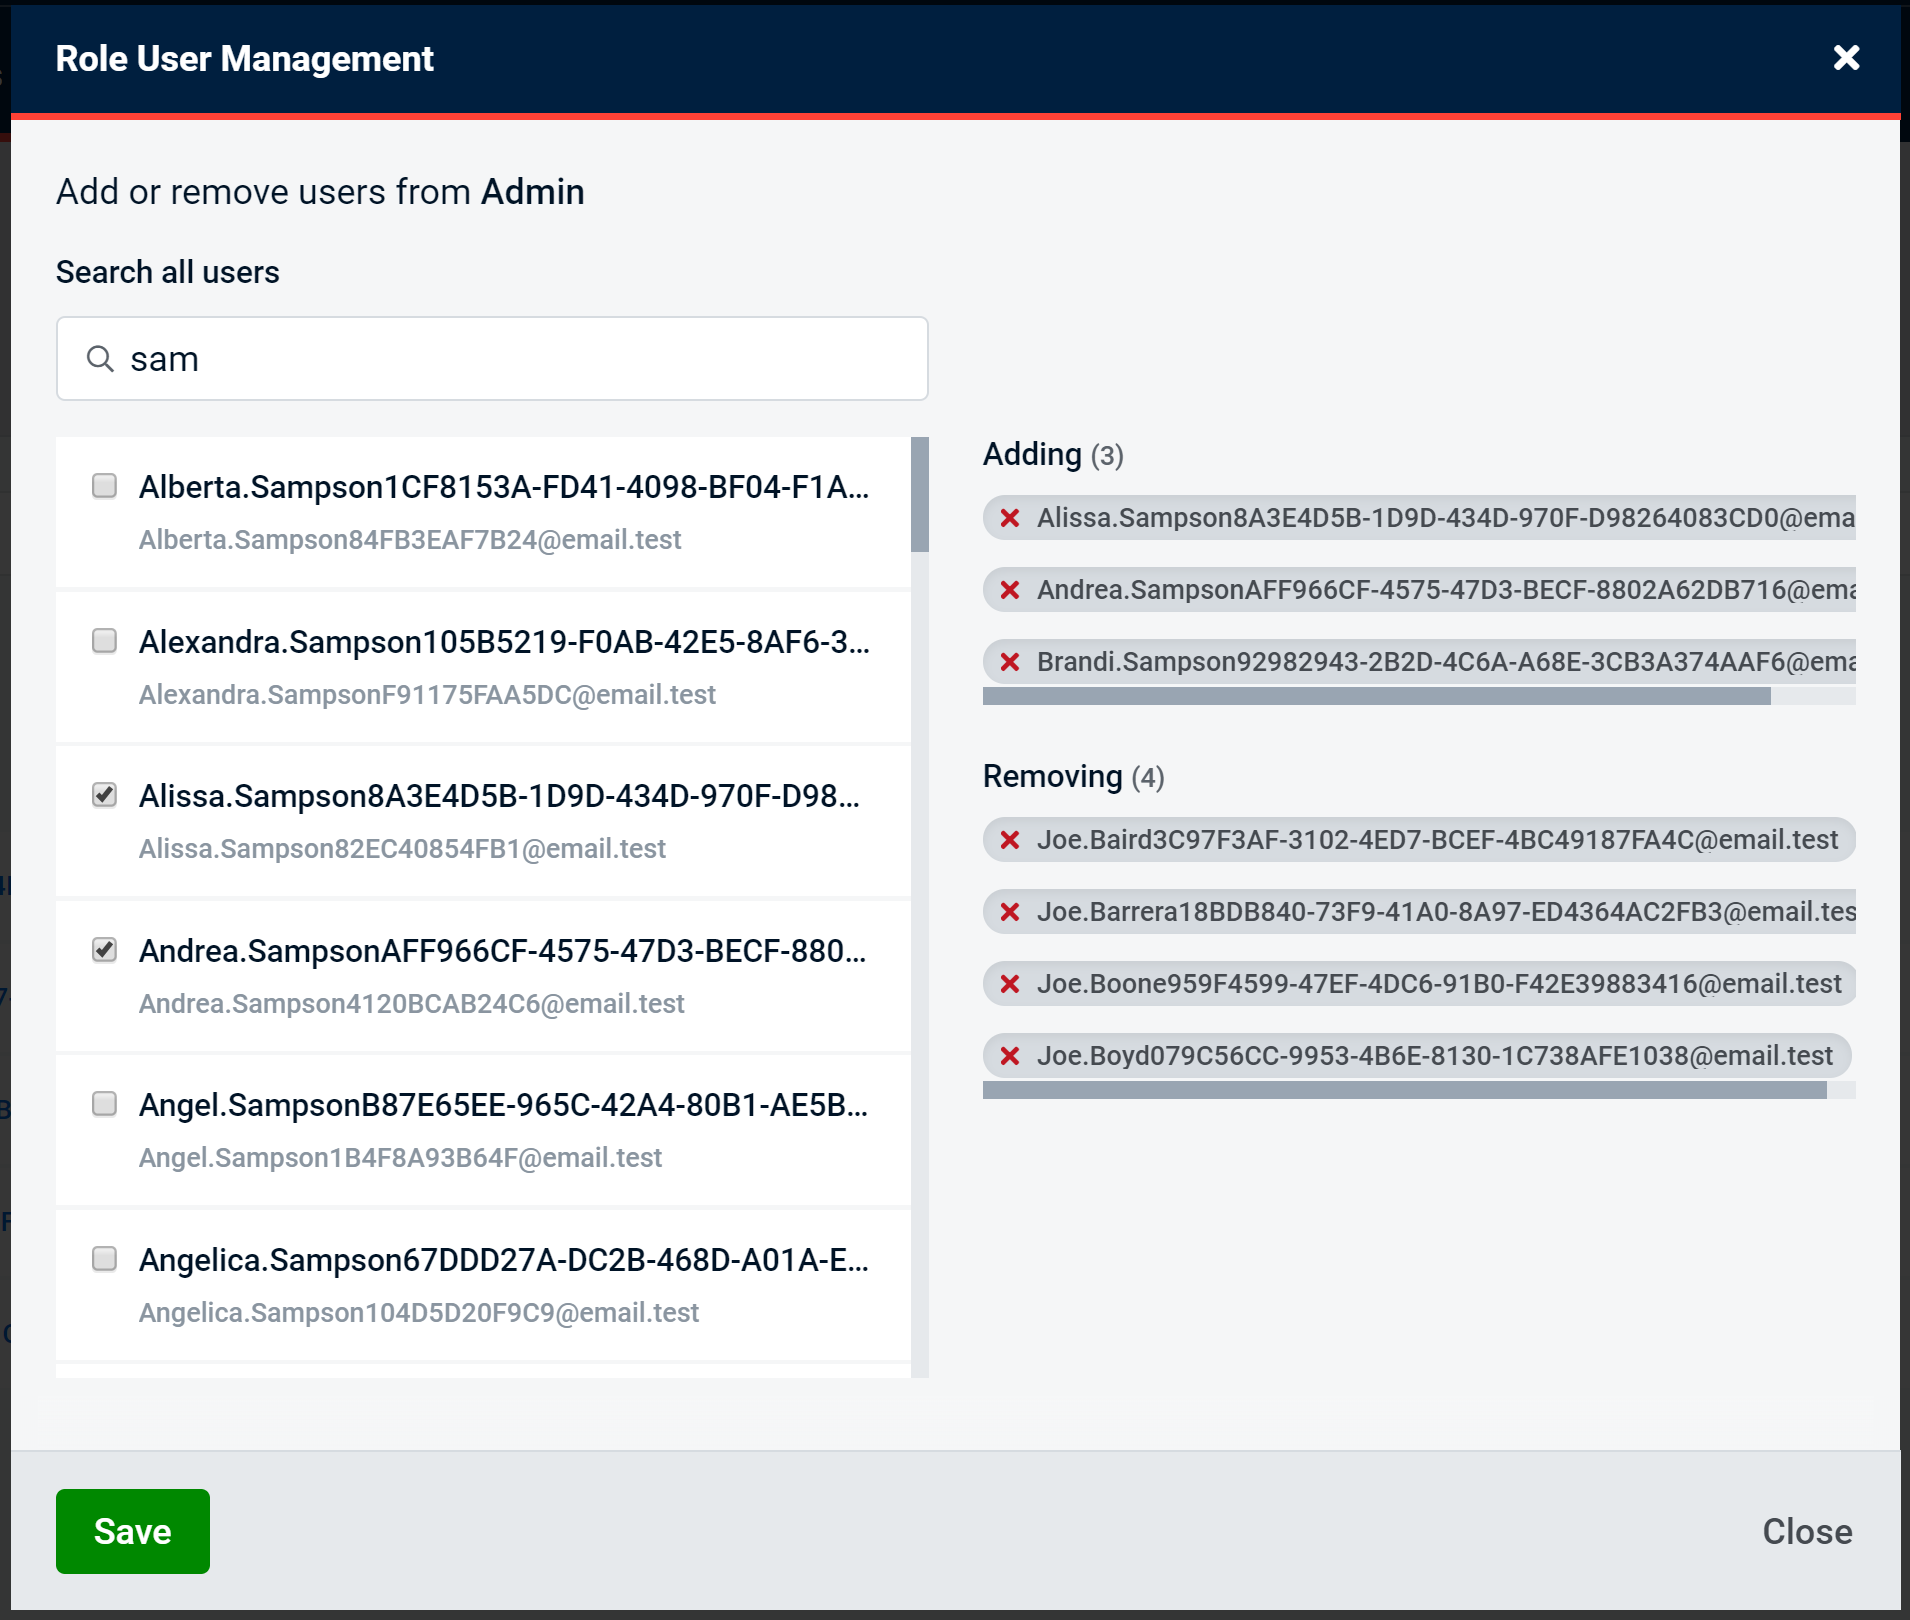 Role User Management
Add or remove users from Admin
Search all users
sam
Alberta.Sampson1CF8153A-FD41-4098-BF04-F1A...
Alberta.Sampson84FB3EAF7B24@email.test
Alexandra.Sampson105B5219-F0AB-42E5-8AF6-3...
Alexandra.SampsonF91175FAA5DC@email.test
Alissa.Sampson8A3E4D5B-1D9D-434D-970F-D98...
Alissa.Sampson82EC40854FB1@email.test
Andrea.SampsonAFF966CF-4575-47D3-BECF-880...
Andrea.Sampson4120BCAB24C6@email.test
Angel.SampsonB87E65EE-965C-42A4-80B1-AE5B...
Angel.Sampson1B4F8A93B64F@email.test
Angelica.Sampson67DDD27A-DC2B-468D-A01A-E...
Angelica.Sampson104D5D20F9C9@email.test
Adding (3)
Alissa.Sampson8A3E4D5B-1D9D-434D-970F-D98264083CD0@ema
Andrea.SampsonAFF966CF-4575-47D3-BECF-8802A62DB716@ema
Brandi.Sampson92982943-2B2D-4C6A-A68E-3CB3A374AAF6@ema
Removing (4)
Joe.Baird3C97F3AF-3102-4ED7-BCEF-4BC49187FA4C@email.test
Joe.Barrera18BDB840-73F9-41A0-8A97-ED4364AC2FB3@email.tes
Joe.Boone959F4599-47EF-4DC6-91B0-F42E39883416@email.test
Joe.Boyd079C56CC-9953-4B6E-8130-1C738AFE1038@email.test
Save
Close